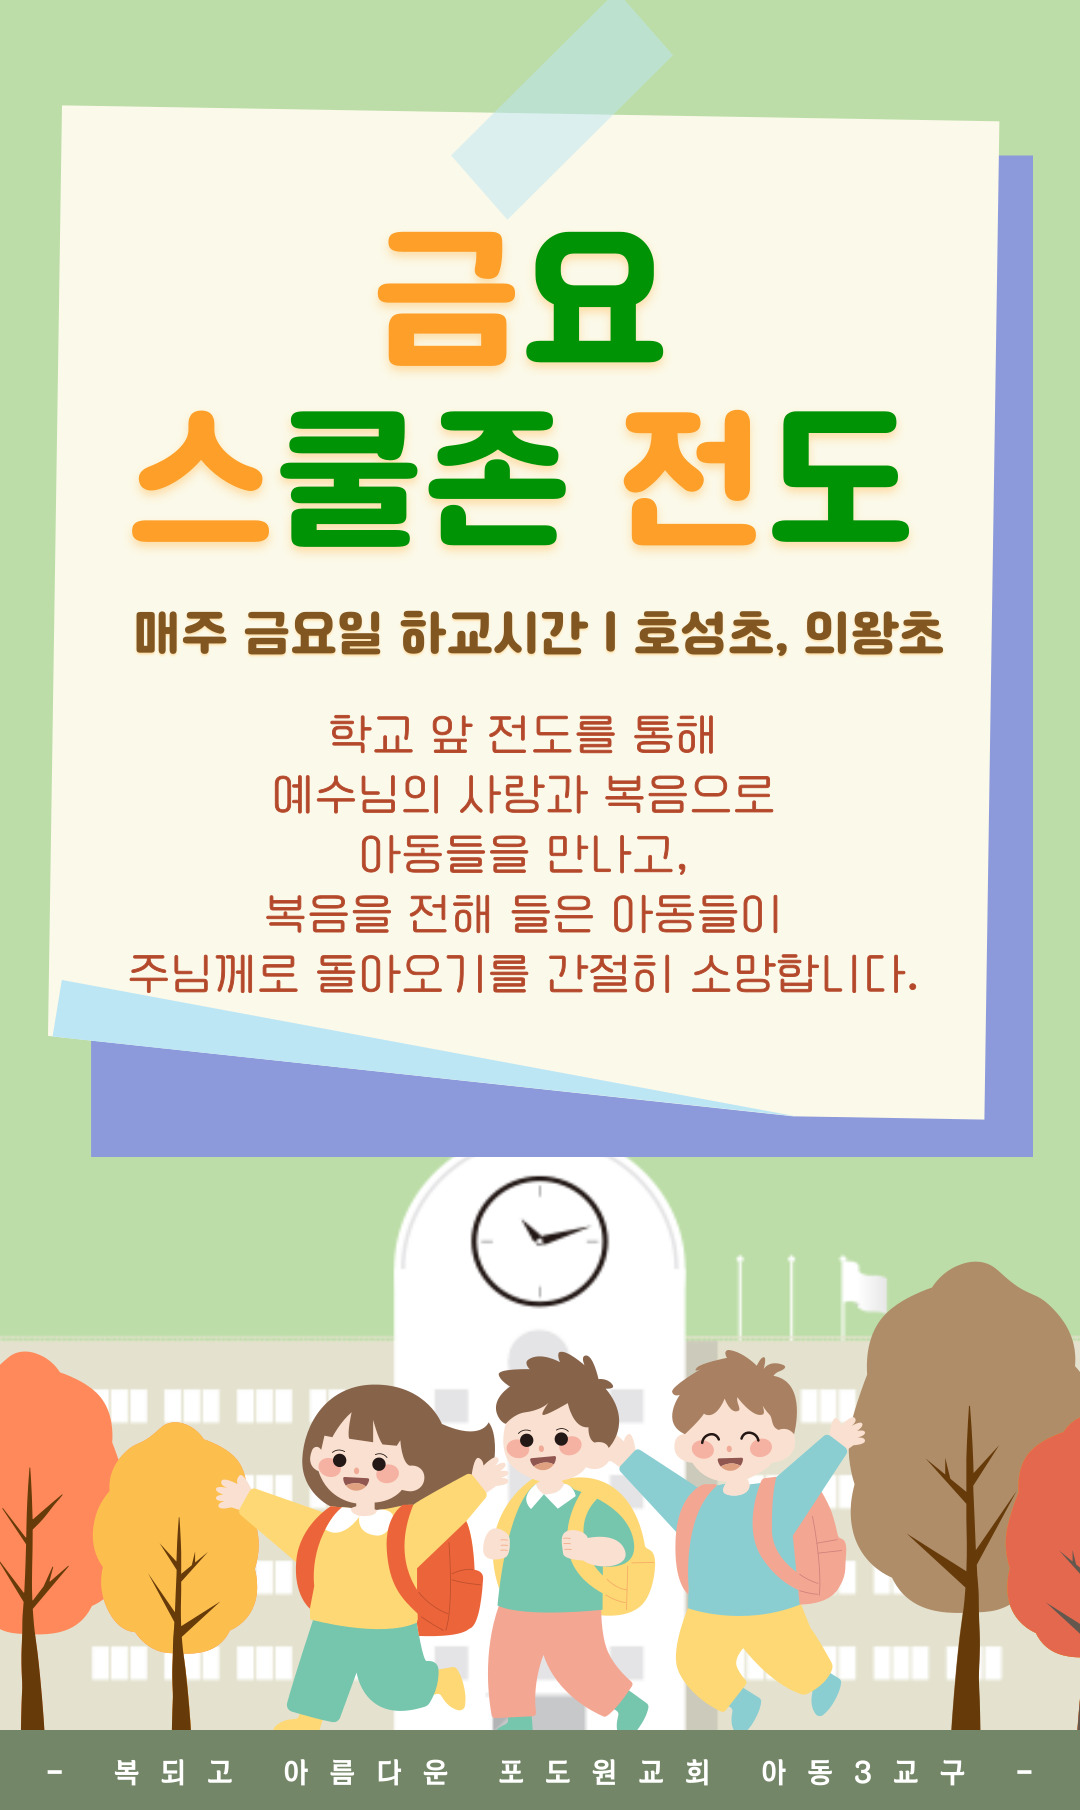 금요
스쿨존 전도
매주 금요일 하교시간 l 호성초, 의왕초
학교 앞 전도를 통해
예수님의 사랑과 복음으로
아동들을 만나고,
복음을 전해 들은 아동들이
주님께로 돌아오기를 간절히 소망합니다.
- 복되고 아름다운 포도원교회 아동3교구 -